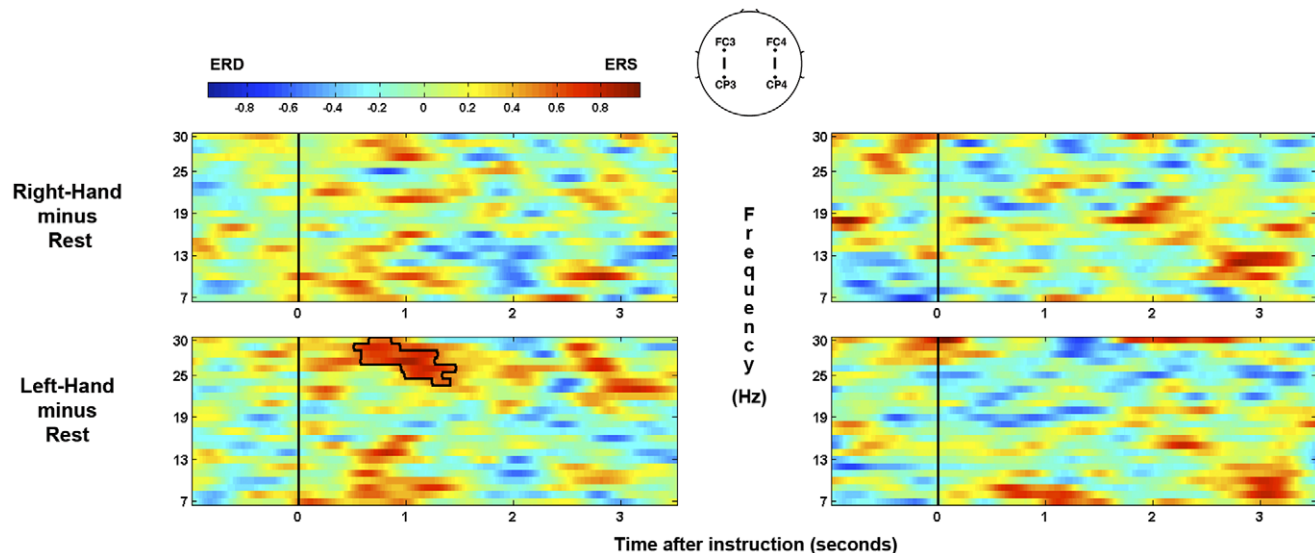 FC3 FC4
CP3 CP4
ERD ERS
-0.8 -0.6 -0.4 -0.2 0 0.2 0.4 0.6 0.8
Right-Hand
minus
Rest
30
25
19
13
7
0 1 2 3
30
25
19
13
7
0 1 2 3
Frequency
(Hz)
Left-Hand
minus
Rest
30
25
19
13
7
0 1 2 3
30
25
19
13
7
0 1 2 3
Time after instruction (seconds)